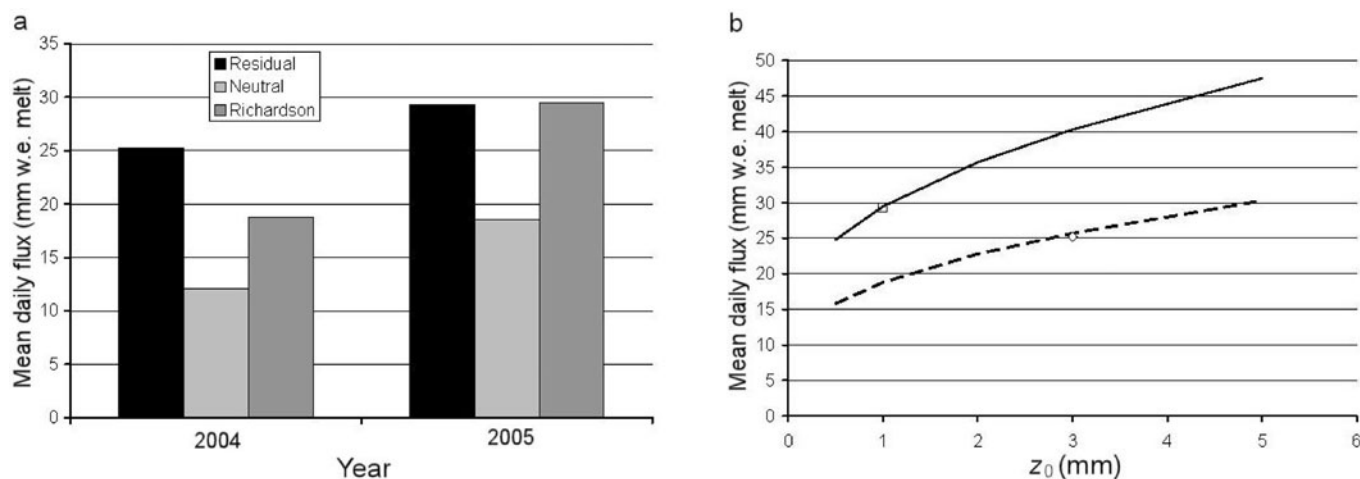 a
35
30
25
20
15
10
5
0
Mean daily flux (mm w.e. melt)
Residual
Neutral
Richardson
2004 2005
Year
b
50
45
40
35
30
25
20
15
10
5
0
Mean daily flux (mm w.e. melt)
0 1 2 3 4 5 6
z₀ (mm)